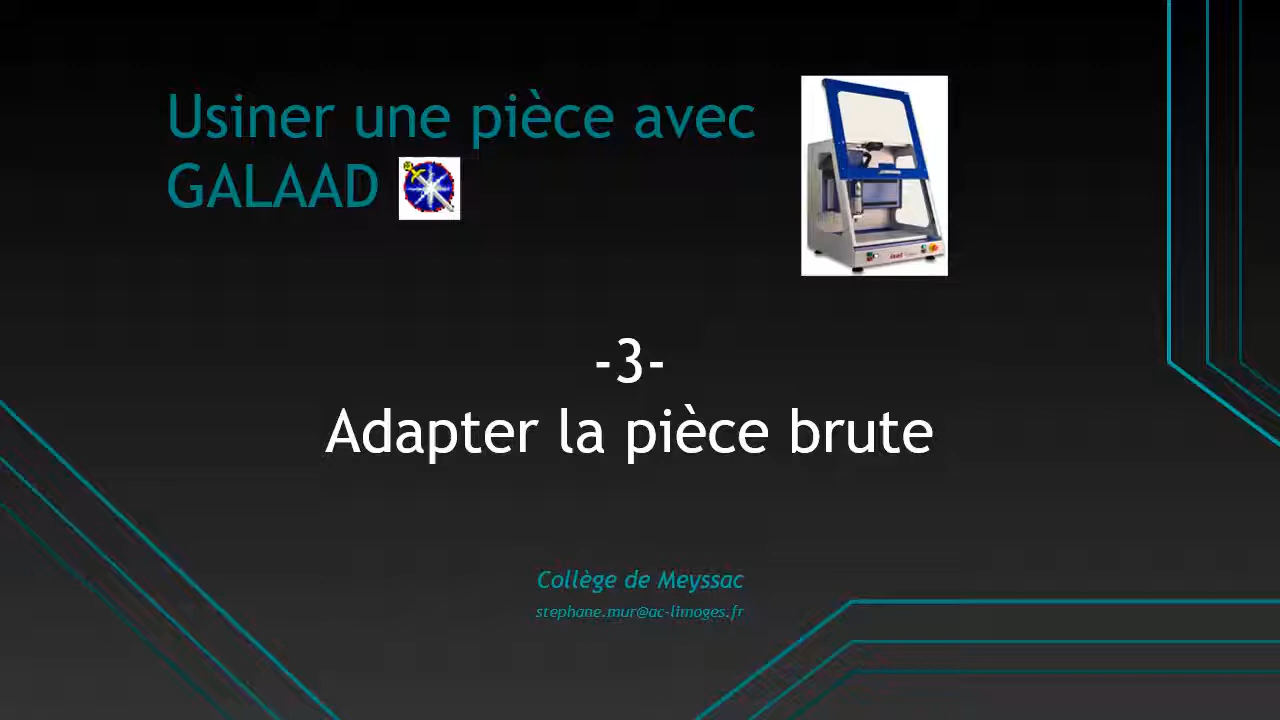 Usiner une pièce avec
GALAAD
-3-
Adapter la pièce brute
Collège de Meyssac
stephane.mur@ac-limoges.fr